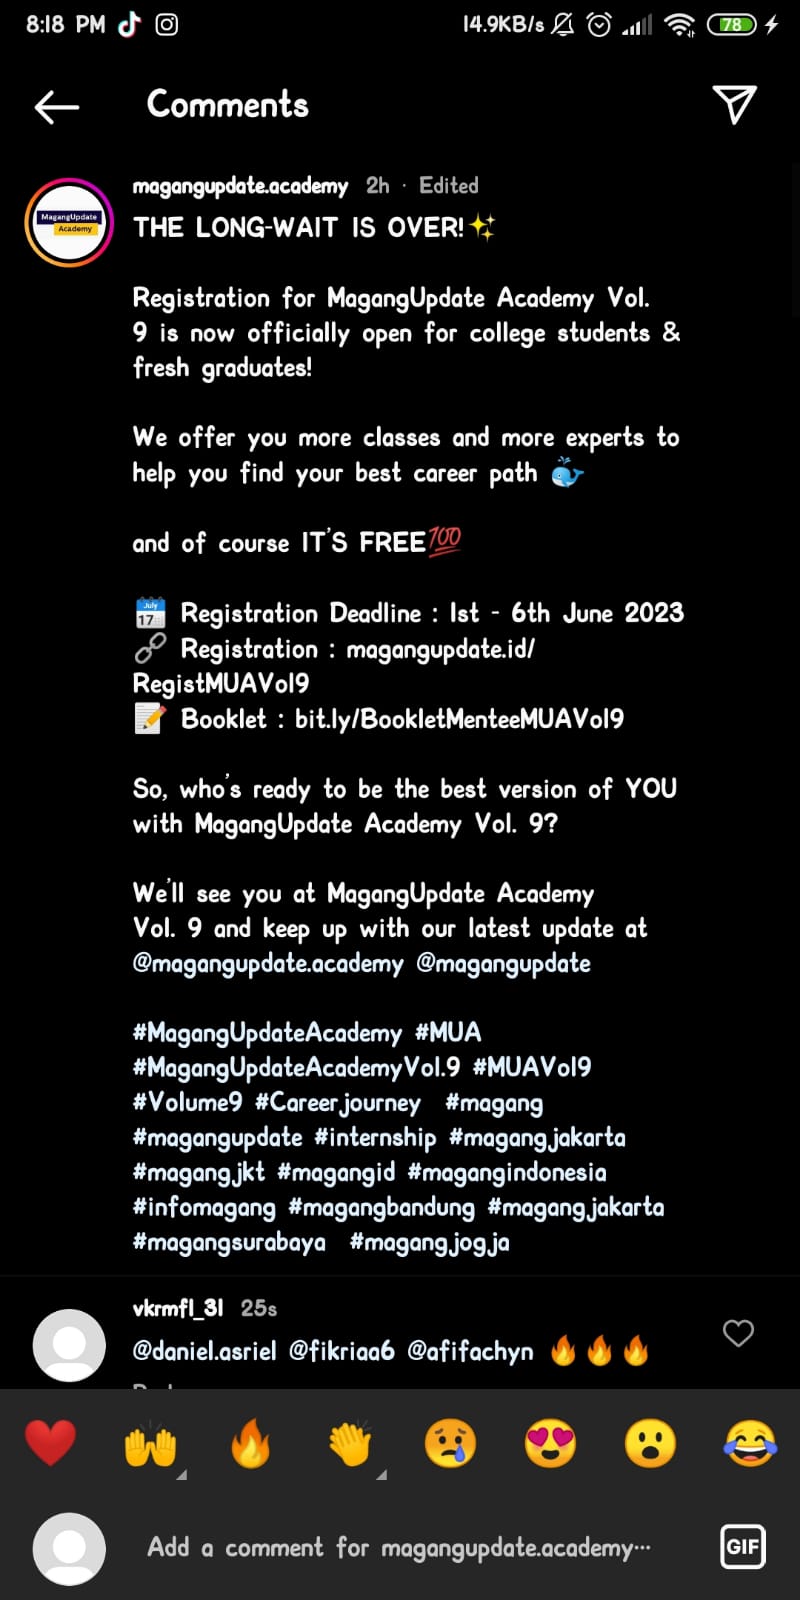 8:18 PM
14.9KB/s
78
Comments
magangupdate.academy 2h · Edited
MagangUpdate
Academy
THE LONG-WAIT IS OVER!✨
Registration for MagangUpdate Academy Vol.
9 is now officially open for college students &
fresh graduates!
We offer you more classes and more experts to
help you find your best career path 🐳
and of course IT'S FREE💯
📅 Registration Deadline : 1st - 6th June 2023
🔗 Registration : magangupdate.id/
RegistMUAVol9
📝 Booklet : bit.ly/BookletMenteeMUAVol9
So, who's ready to be the best version of YOU
with MagangUpdate Academy Vol. 9?
We'll see you at MagangUpdate Academy
Vol. 9 and keep up with our latest update at
@magangupdate.academy @magangupdate
#MagangUpdateAcademy #MUA
#MagangUpdateAcademyVol.9 #MUAVol9
#Volume9 #Careerjourney #magang
#magangupdate #internship #magangjakarta
#magangjkt #magangid #magangindonesia
#infomagang #magangbandung #magangjakarta
#magangsurabaya #magangjogja
vkrmfl_31 25s
@daniel.asriel @fikriaa6 @afifachyn 🔥🔥🔥
Add a comment for magangupdate.academy...
GIF